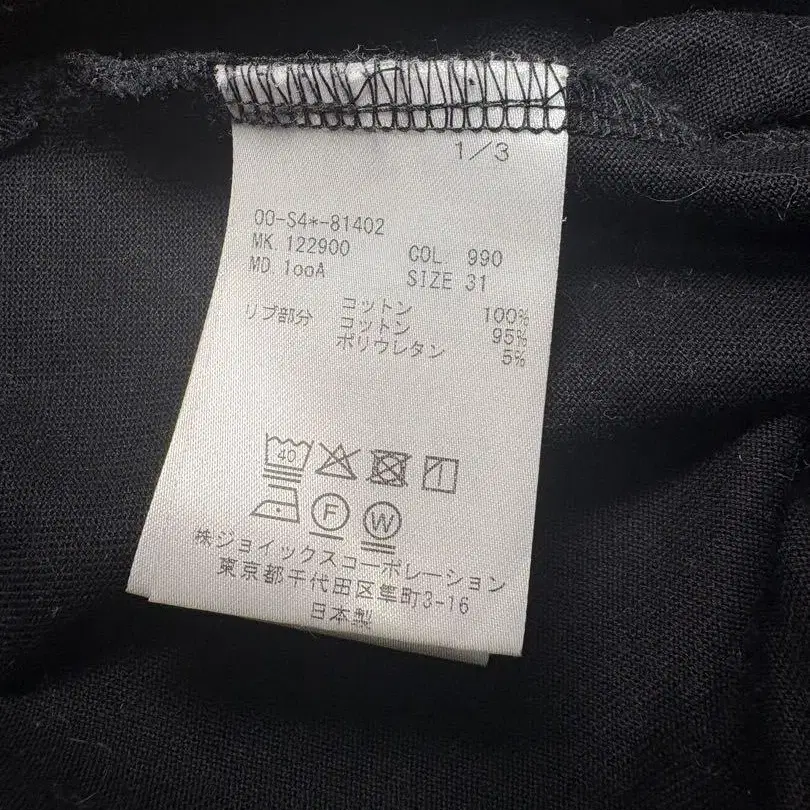 1/3
00-S4*-81402
MK. 122900 COL 990
MD. 1ooA SIZE 31
コットン 100%
リブ部分 コットン 95%
ポリウレタン 5%
40
F W
株ジョイックスコーポレーション
東京都千代田区隼町3-16
日本製